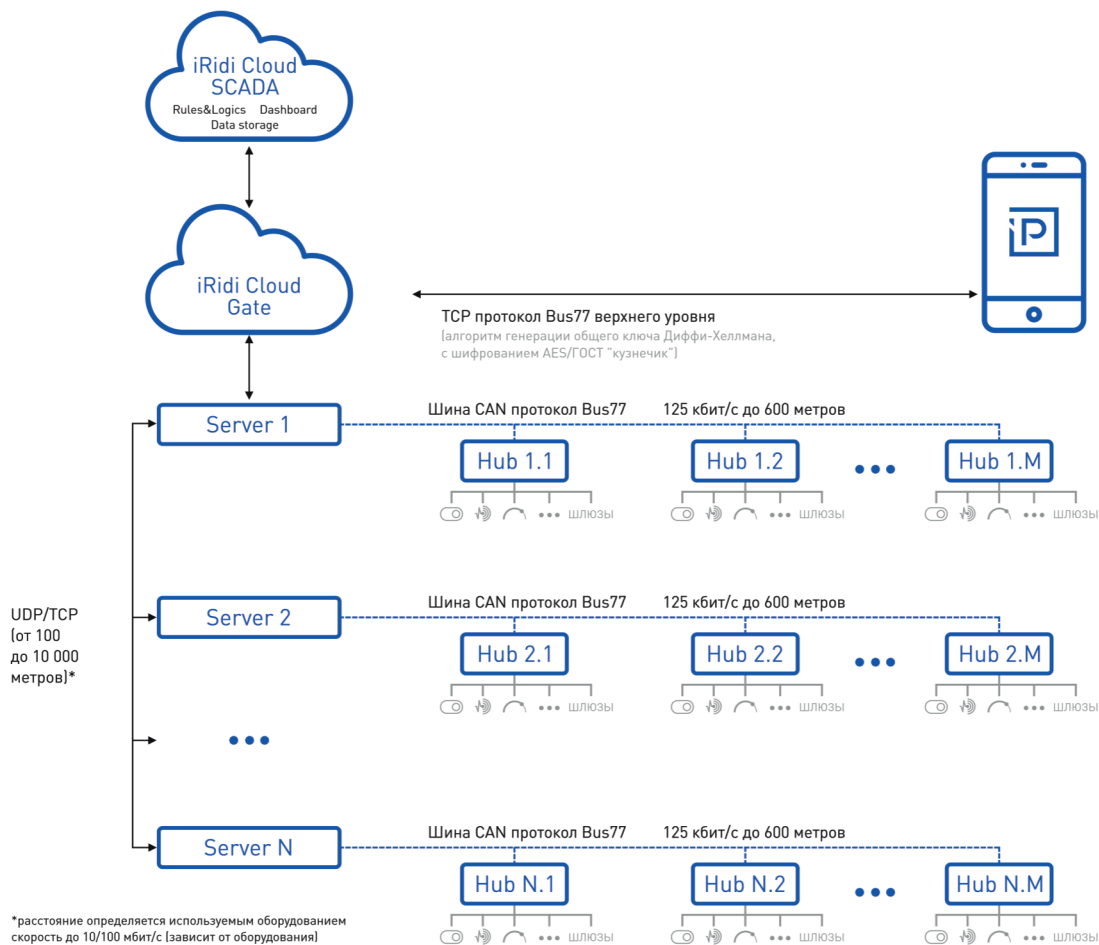 iRidi Cloud
SCADA
Rules&Logics Dashboard
Data storage
iP
iRidi Cloud
Gate
TCP протокол Bus77 верхнего уровня
(алгоритм генерации общего ключа Диффи-Хеллмана,
с шифрованием AES/ГОСТ "кузнечик")
Server 1
Шина CAN протокол Bus77 125 кбит/с до 600 метров
Hub 1.1 Hub 1.2 Hub 1.M
шлюзы шлюзы шлюзы
UDP/TCP
(от 100
до 10 000
метров)*
Server 2
Шина CAN протокол Bus77 125 кбит/с до 600 метров
Hub 2.1 Hub 2.2 Hub 2.M
шлюзы шлюзы шлюзы
Server N
Шина CAN протокол Bus77 125 кбит/с до 600 метров
Hub N.1 Hub N.2 Hub N.M
шлюзы шлюзы шлюзы
*расстояние определяется используемым оборудованием
скорость до 10/100 мбит/с (зависит от оборудования)